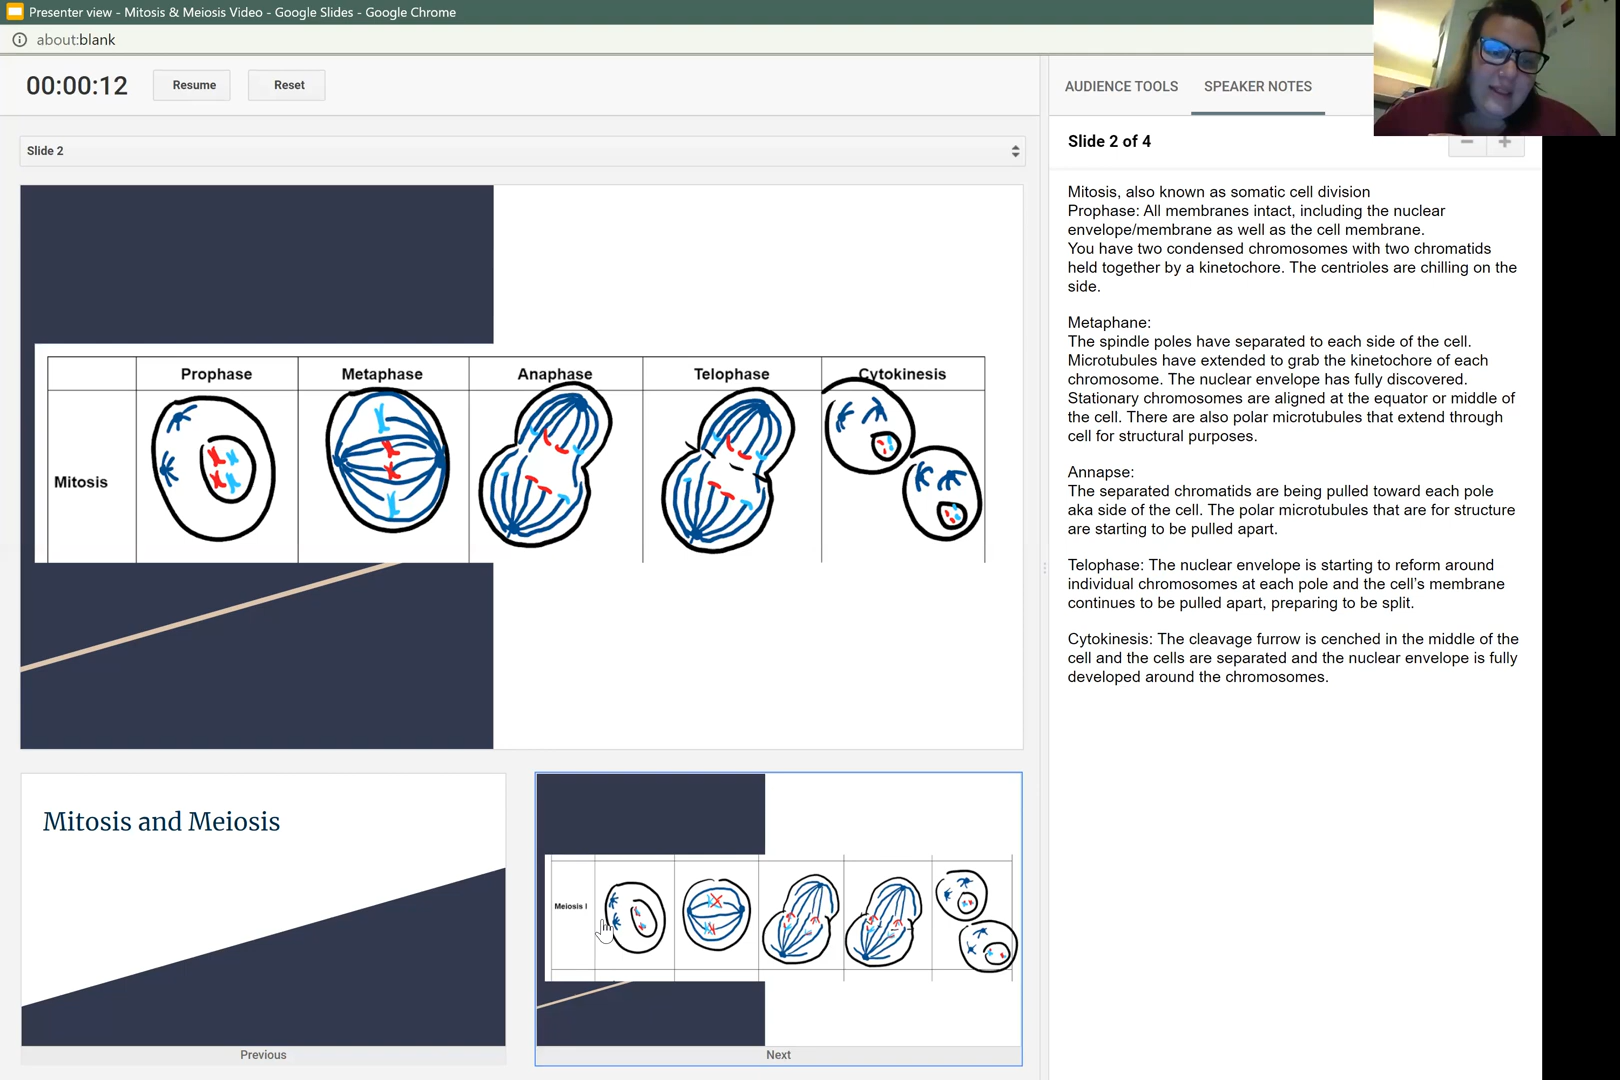 Presenter view - Mitosis & Meiosis Video - Google Slides - Google Chrome
about:blank
00:00:12
Resume
Reset
AUDIENCE TOOLS
SPEAKER NOTES
Slide 2
Slide 2 of 4
− +
Prophase Metaphase Anaphase Telophase Cytokinesis
Mitosis
Mitosis, also known as somatic cell division
Prophase: All membranes intact, including the nuclear
envelope/membrane as well as the cell membrane.
You have two condensed chromosomes with two chromatids
held together by a kinetochore. The centrioles are chilling on the
side.
Metaphane:
The spindle poles have separated to each side of the cell.
Microtubules have extended to grab the kinetochore of each
chromosome. The nuclear envelope has fully discovered.
Stationary chromosomes are aligned at the equator or middle of
the cell. There are also polar microtubules that extend through
cell for structural purposes.
Annapse:
The separated chromatids are being pulled toward each pole
aka side of the cell. The polar microtubules that are for structure
are starting to be pulled apart.
Telophase: The nuclear envelope is starting to reform around
individual chromosomes at each pole and the cell's membrane
continues to be pulled apart, preparing to be split.
Cytokinesis: The cleavage furrow is cenched in the middle of the
cell and the cells are separated and the nuclear envelope is fully
developed around the chromosomes.
Mitosis and Meiosis
Previous
Meiosis I
Next